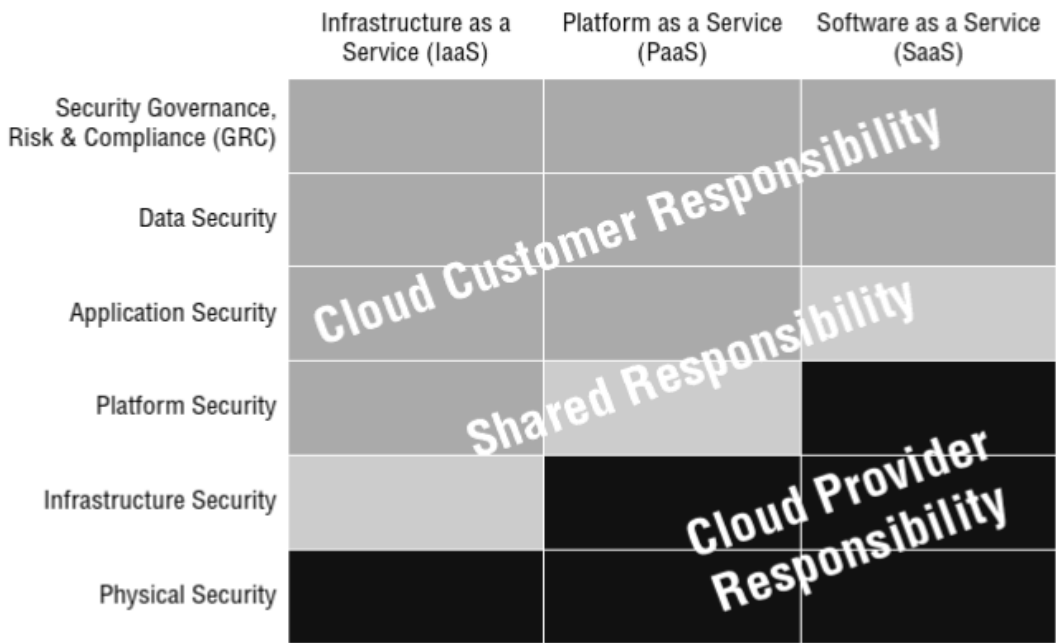 Infrastructure as a
Service (IaaS)
Platform as a Service
(PaaS)
Software as a Service
(SaaS)
Security Governance,
Risk & Compliance (GRC)
Data Security
Application Security
Platform Security
Infrastructure Security
Physical Security
Cloud Customer Responsibility
Shared Responsibility
Cloud Provider
Responsibility